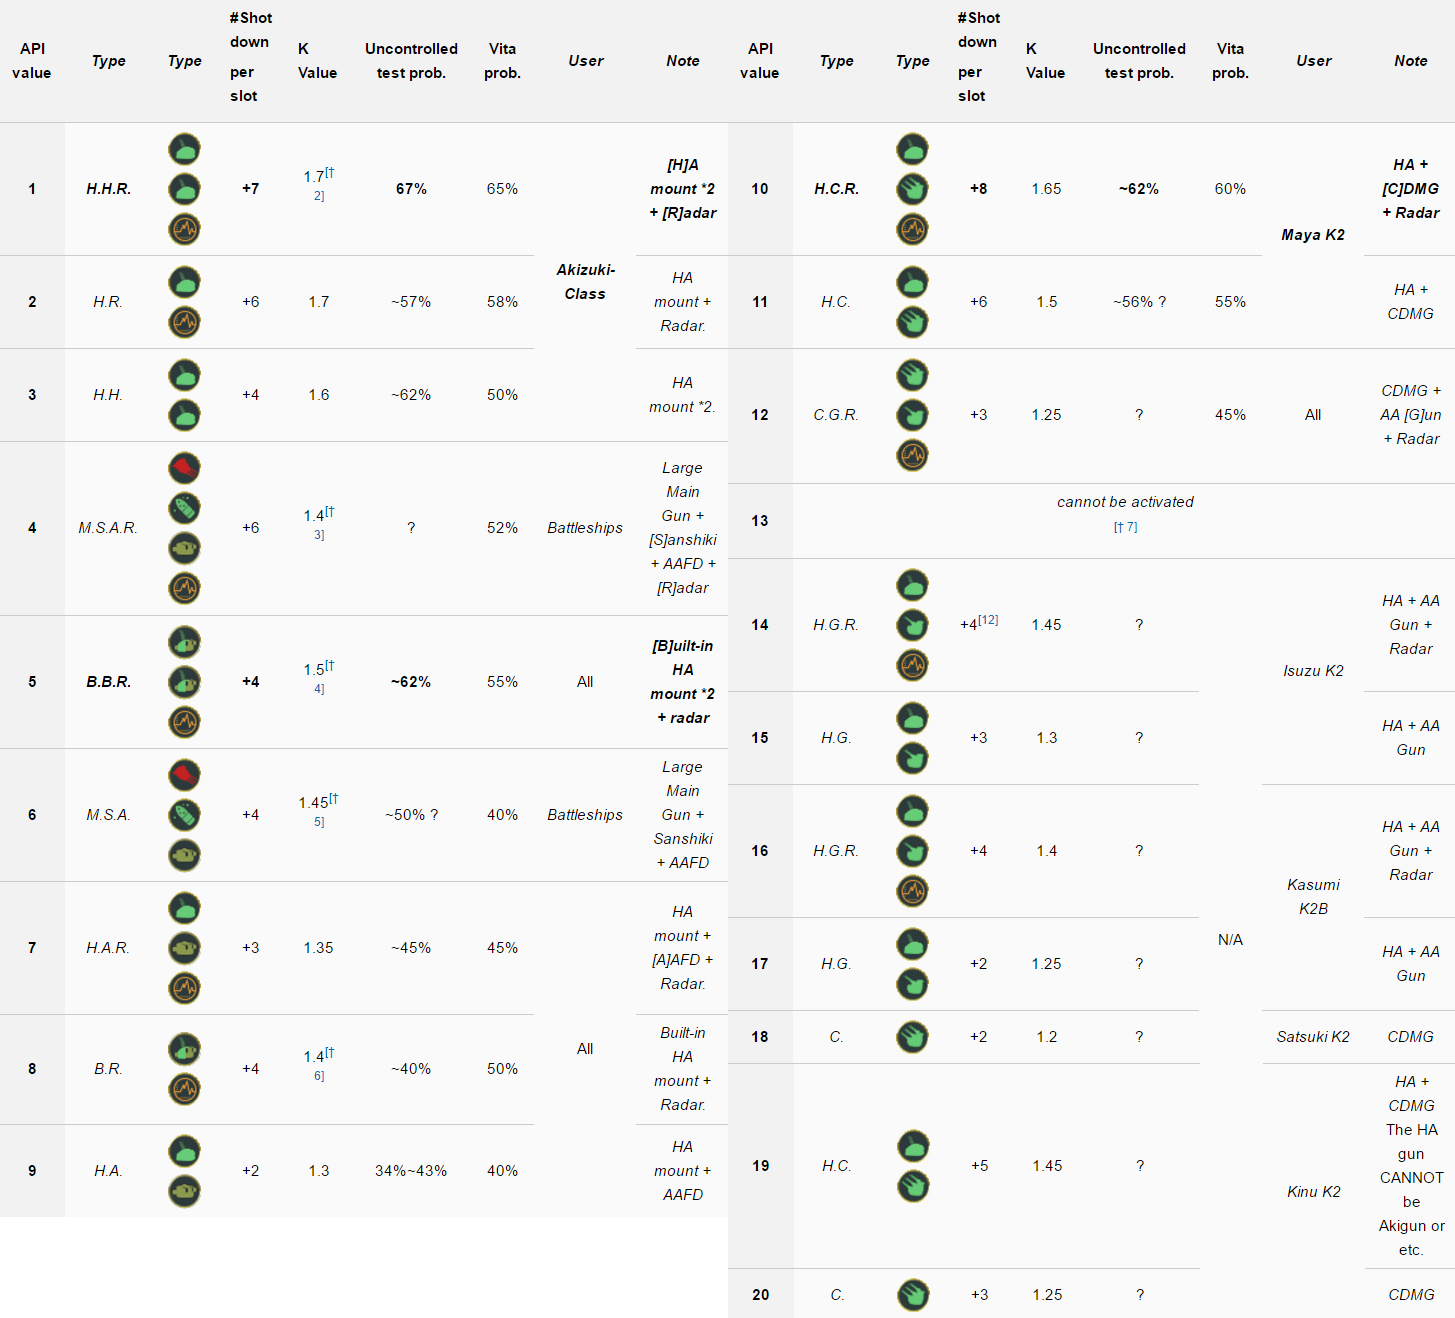 API value
Type
Type
#Shot down per slot
K Value
Uncontrolled test prob.
Vita prob.
User
Note
1
H.H.R.
+7
1.7[† 2]
67%
65%
Akizuki-Class
[H]A mount *2 + [R]adar
2
H.R.
+6
1.7
~57%
58%
HA mount + Radar.
3
H.H.
+4
1.6
~62%
50%
HA mount *2.
4
M.S.A.R.
+6
1.4[† 3]
?
52%
Battleships
Large Main Gun + [S]anshiki + AAFD + [R]adar
5
B.B.R.
+4
1.5[† 4]
~62%
55%
All
[B]uilt-in HA mount *2 + radar
6
M.S.A.
+4
1.45[† 5]
~50% ?
40%
Battleships
Large Main Gun + Sanshiki + AAFD
7
H.A.R.
+3
1.35
~45%
45%
All
HA mount + [A]AFD + Radar.
8
B.R.
+4
1.4[† 6]
~40%
50%
Built-in HA mount + Radar.
9
H.A.
+2
1.3
34%~43%
40%
HA mount + AAFD
API value
Type
Type
#Shot down per slot
K Value
Uncontrolled test prob.
Vita prob.
User
Note
10
H.C.R.
+8
1.65
~62%
60%
Maya K2
HA + [C]DMG + Radar
11
H.C.
+6
1.5
~56% ?
55%
HA + CDMG
12
C.G.R.
+3
1.25
?
45%
All
CDMG + AA [G]un + Radar
13
cannot be activated
[† 7]
14
H.G.R.
+4[12]
1.45
?
N/A
Isuzu K2
HA + AA Gun + Radar
15
H.G.
+3
1.3
?
HA + AA Gun
16
H.G.R.
+4
1.4
?
Kasumi K2B
HA + AA Gun + Radar
17
H.G.
+2
1.25
?
HA + AA Gun
18
C.
+2
1.2
?
Satsuki K2
CDMG
19
H.C.
+5
1.45
?
Kinu K2
HA + CDMG
The HA gun CANNOT be Akigun or etc.
20
C.
+3
1.25
?
CDMG